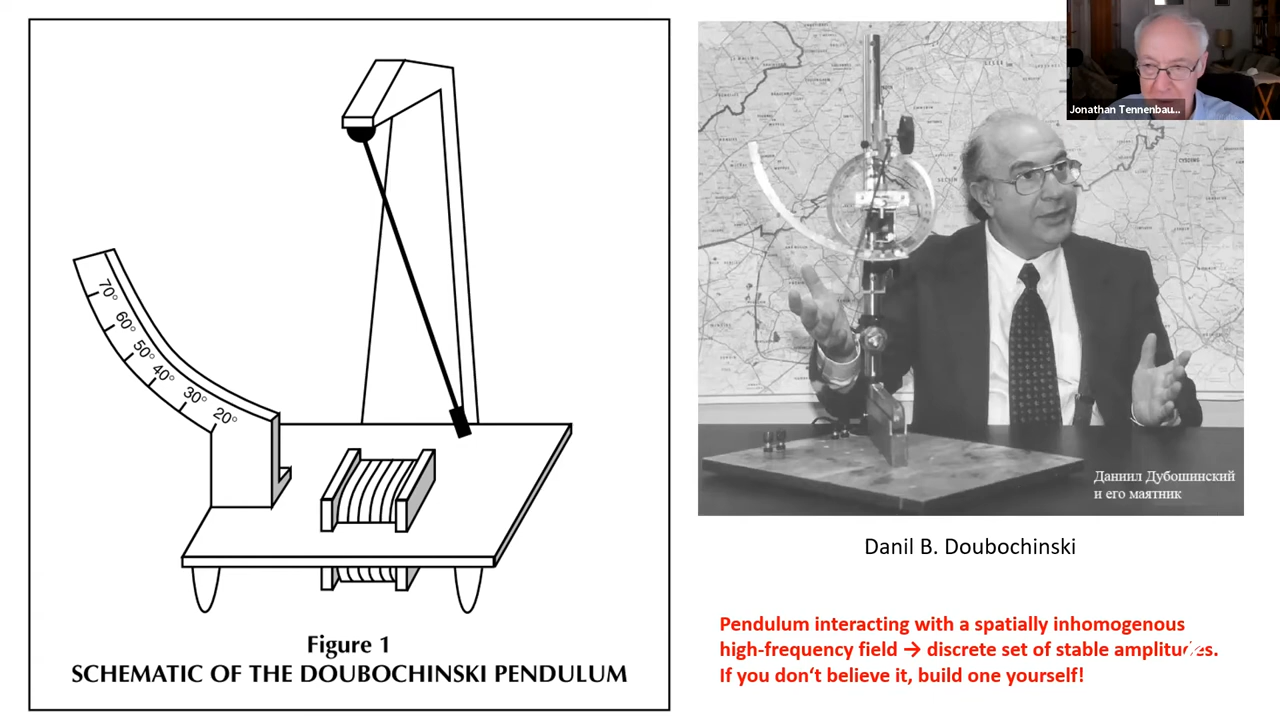 70°
60°
50°
40°
30°
20°
Figure 1
SCHEMATIC OF THE DOUBOCHINSKI PENDULUM
Jonathan Tennenbau...
Даниил Дубошинский
и его маятник
Danil B. Doubochinski
Pendulum interacting with a spatially inhomogenous
high-frequency field → discrete set of stable amplitudes.
If you don‘t believe it, build one yourself!